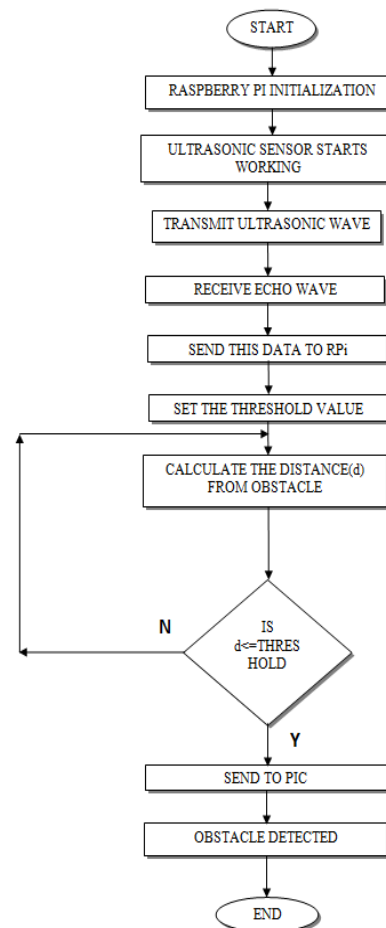 START
RASPBERRY PI INITIALIZATION
ULTRASONIC SENSOR STARTS
WORKING
TRANSMIT ULTRASONIC WAVE
RECEIVE ECHO WAVE
SEND THIS DATA TO RPi
SET THE THRESHOLD VALUE
CALCULATE THE DISTANCE(d)
FROM OBSTACLE
N
IS
d<=THRES
HOLD
Y
SEND TO PIC
OBSTACLE DETECTED
END